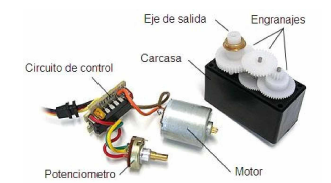 Eje de salida
Engranajes
Carcasa
Circuito de control
Motor
Potenciometro